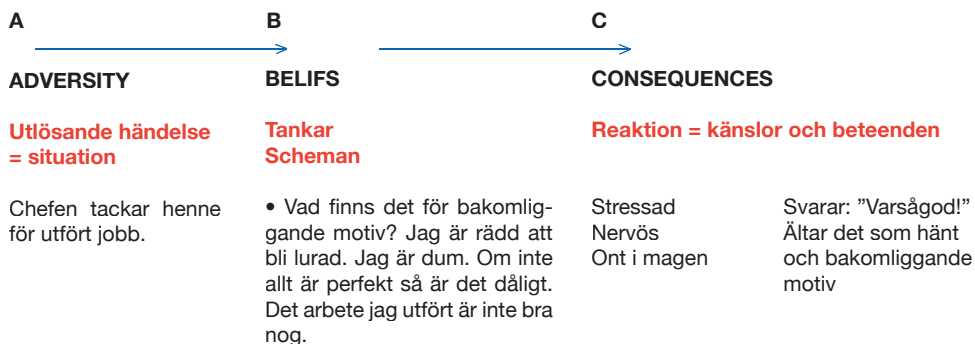 A
B
C
ADVERSITY
BELIFS
CONSEQUENCES
Utlösande händelse
= situation
Tankar
Scheman
Reaktion = känslor och beteenden
Chefen tackar henne
för utfört jobb.
• Vad finns det för bakomlig-
gande motiv? Jag är rädd att
bli lurad. Jag är dum. Om inte
allt är perfekt så är det dåligt.
Det arbete jag utfört är inte bra
nog.
Stressad
Nervös
Ont i magen
Svarar: ”Varsågod!”
Ältar det som hänt
och bakomliggande
motiv